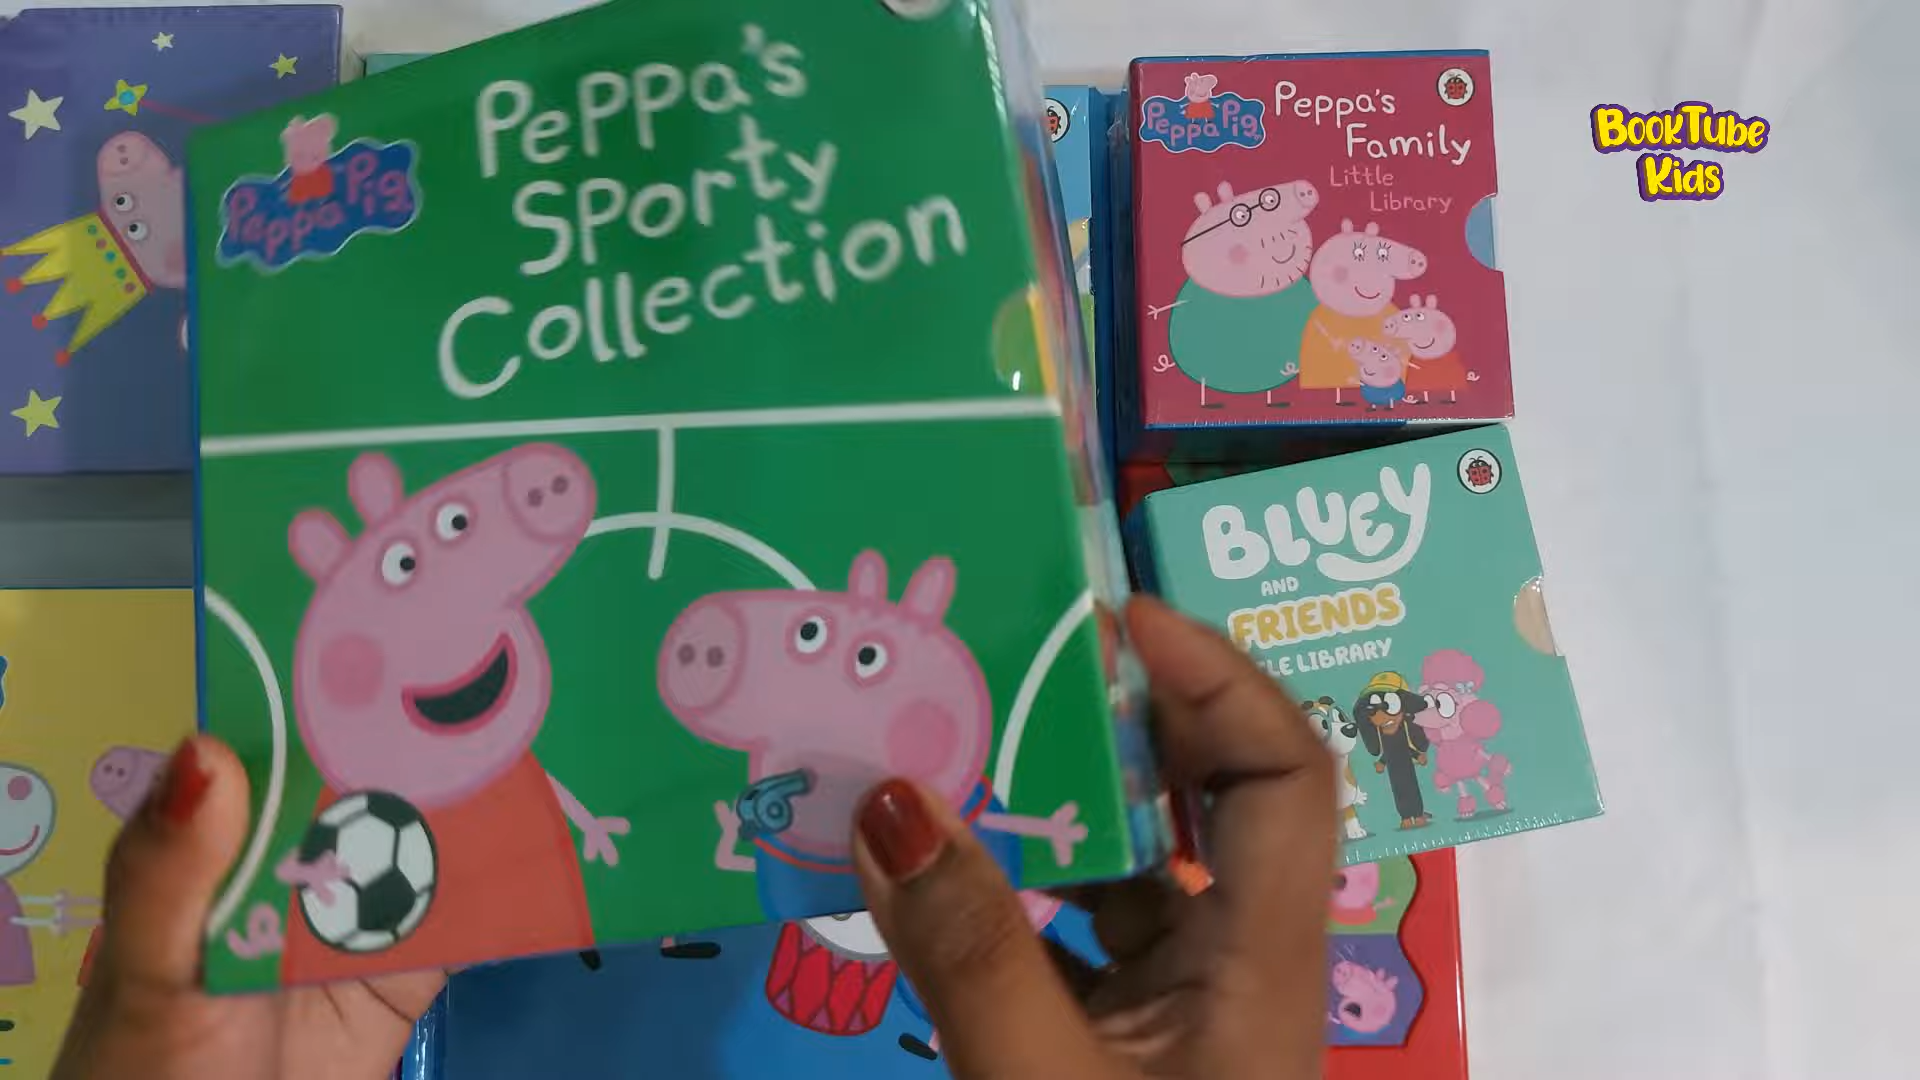 Peppa Pig
Peppa's
Sporty
Collection
Peppa Pig
Peppa's
Family
Little
Library
BLUEY
AND
FRIENDS
LE LIBRARY
BookTube
Kids